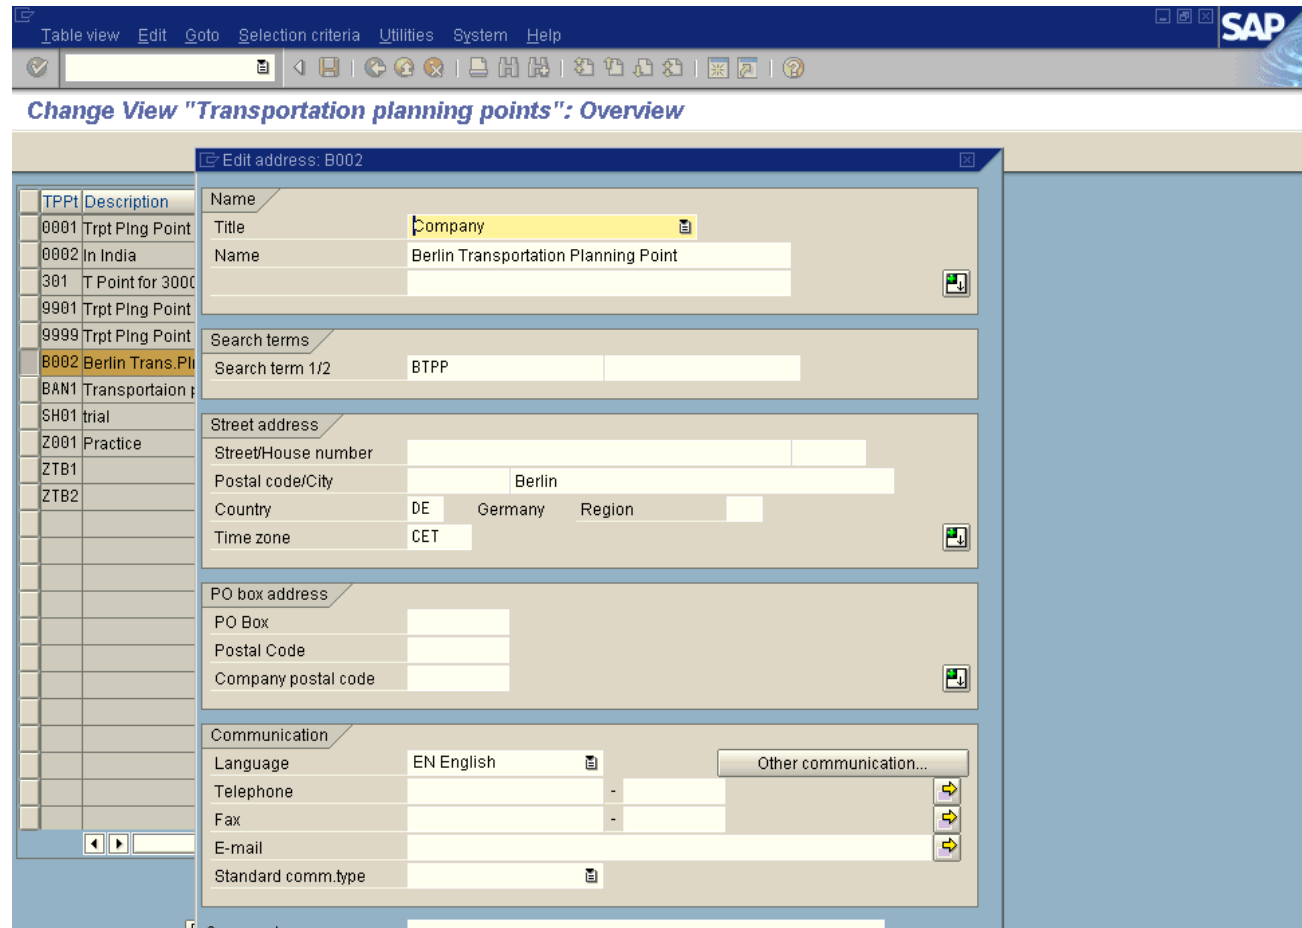 Table view Edit Goto Selection criteria Utilities System Help
SAP
Change View "Transportation planning points": Overview
Edit address: B002
TPPt Description
0001 Trpt Plng Point
0002 In India
301 T Point for 3000
9901 Trpt Plng Point
9999 Trpt Plng Point
B002 Berlin Trans.Pln
BAN1 Transportaion p
SH01 trial
Z001 Practice
ZTB1
ZTB2
Name
Title Company
Name Berlin Transportation Planning Point
Search terms
Search term 1/2 BTPP
Street address
Street/House number
Postal code/City Berlin
Country DE Germany Region
Time zone CET
PO box address
PO Box
Postal Code
Company postal code
Communication
Language EN English Other communication...
Telephone -
Fax -
E-mail
Standard comm.type